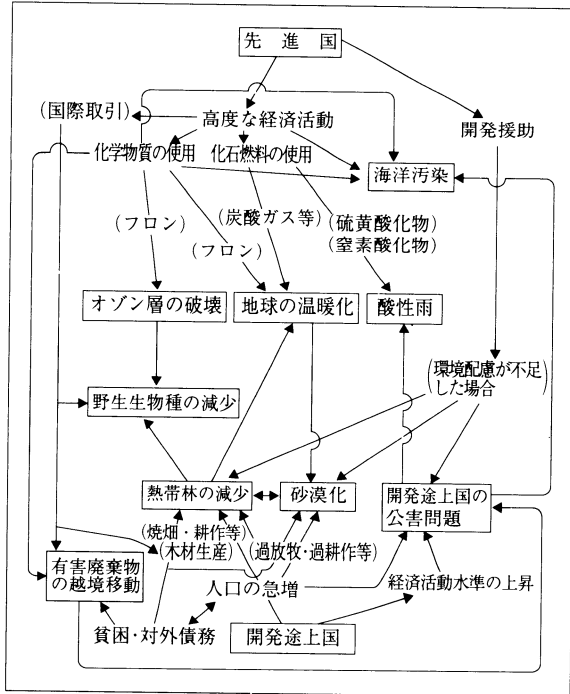 先進国
(国際取引)
高度な経済活動
開発援助
化学物質の使用
化石燃料の使用
海洋汚染
(フロン)
(炭酸ガス等)
(フロン)
(硫黄酸化物)
(窒素酸化物)
オゾン層の破壊
地球の温暖化
酸性雨
(環境配慮が不足
した場合)
野生生物種の減少
熱帯林の減少
砂漠化
開発途上国の
公害問題
(焼畑・耕作等)
(木材生産)
(過放牧・過耕作等)
有害廃棄物
の越境移動
人口の急増
経済活動水準の上昇
貧困・対外債務
開発途上国